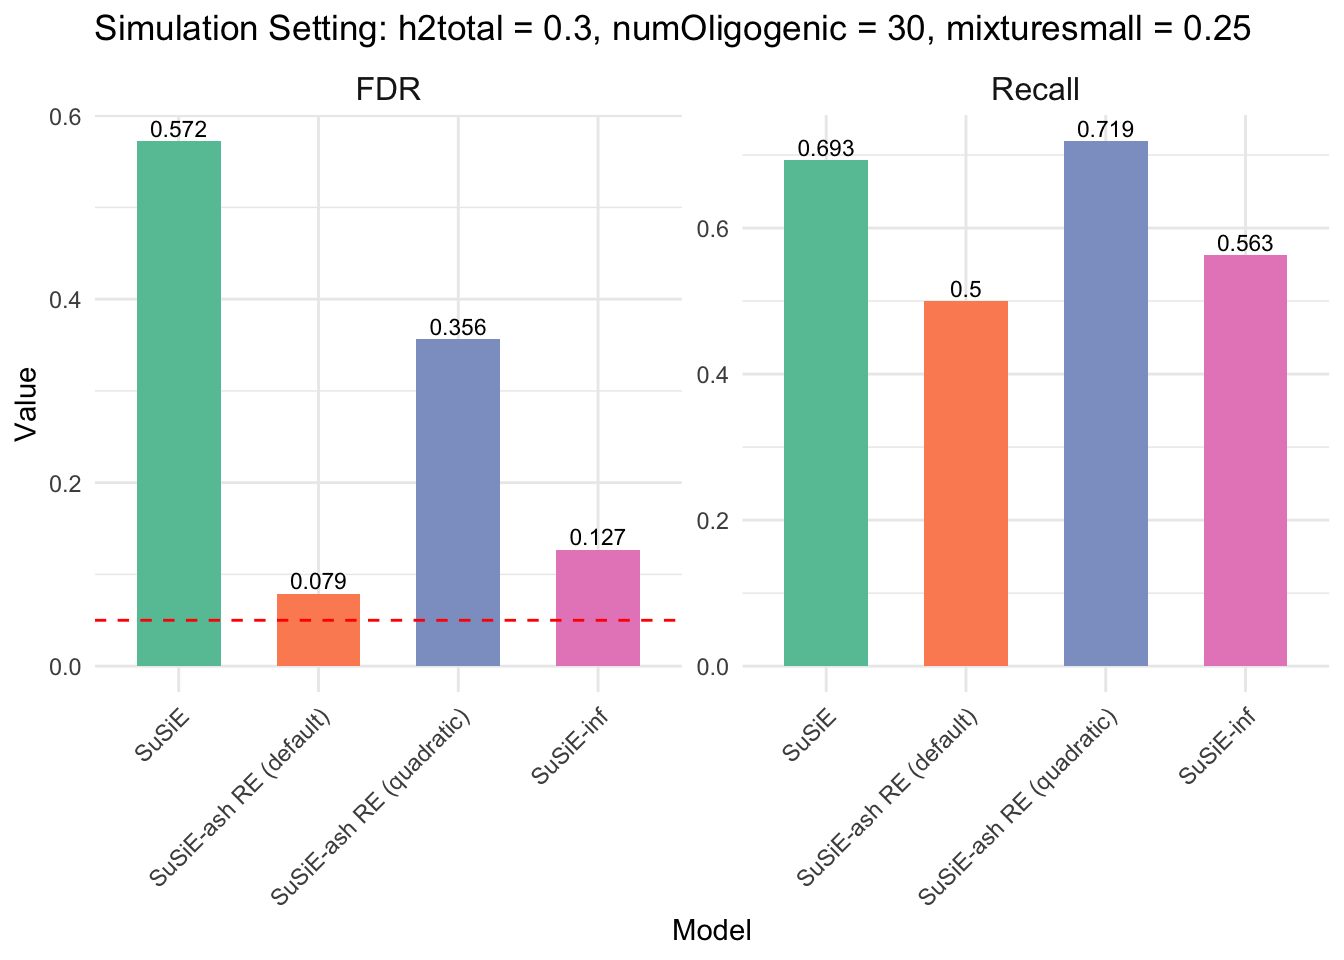 Simulation Setting: h2total = 0.3, numOligogenic = 30, mixturesmall = 0.25
FDR
Recall
Value
0.6
0.4
0.2
0.0
0.572
0.079
0.356
0.127
0.6
0.4
0.2
0.0
0.693
0.5
0.719
0.563
SuSiE
SuSiE-ash RE (default)
SuSiE-ash RE (quadratic)
SuSiE-inf
SuSiE
SuSiE-ash RE (default)
SuSiE-ash RE (quadratic)
SuSiE-inf
Model